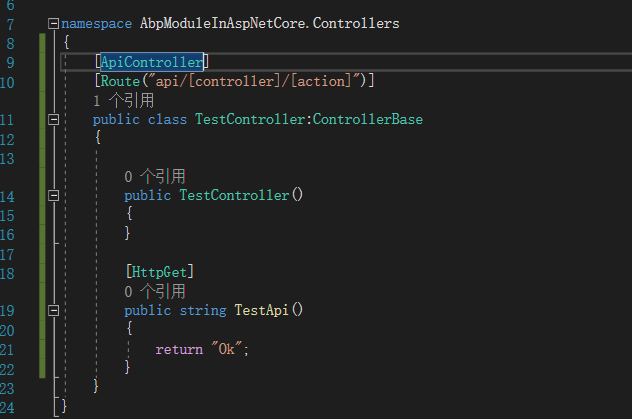 6
7 namespace AbpModuleInAspNetCore.Controllers
8 {
9 [ApiController]
10 [Route("api/[controller]/[action]")]
1 个引用
11 public class TestController:ControllerBase
12 {
13
0 个引用
14 public TestController()
15 {
16 }
17
18 [HttpGet]
0 个引用
19 public string TestApi()
20 {
21 return "Ok";
22 }
23 }
24 }